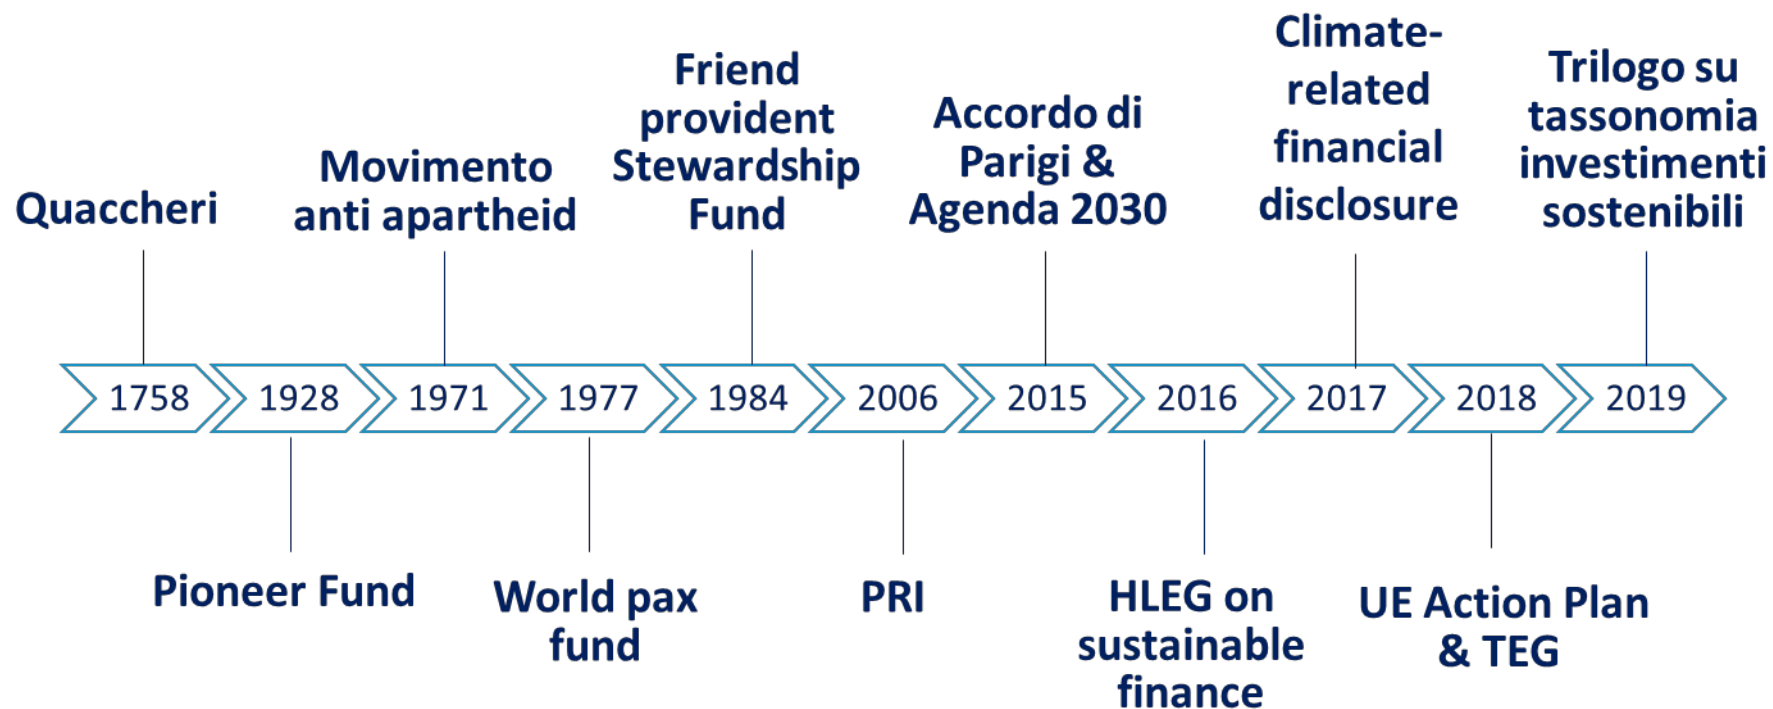 Quaccheri
Movimento
anti apartheid
Friend
provident
Stewardship
Fund
Accordo di
Parigi &
Agenda 2030
Climate-
related
financial
disclosure
Trilogo su
tassonomia
investimenti
sostenibili
1758
1928
1971
1977
1984
2006
2015
2016
2017
2018
2019
Pioneer Fund
World pax
fund
PRI
HLEG on
sustainable
finance
UE Action Plan
& TEG